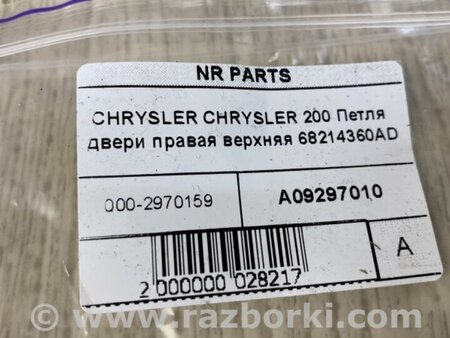 NR PARTS
CHRYSLER CHRYSLER 200 Петля
двери правая верхняя 68214360AD
000-2970159
A09297010
A
2 000000 028217
www.razborki.com